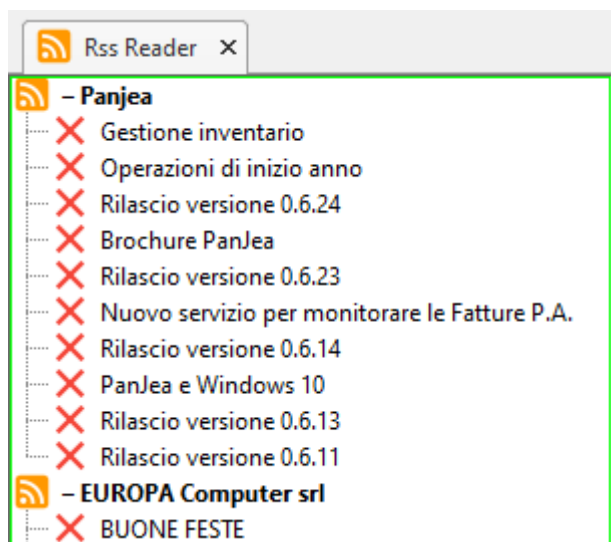 Rss Reader
– Panjea
Gestione inventario
Operazioni di inizio anno
Rilascio versione 0.6.24
Brochure PanJea
Rilascio versione 0.6.23
Nuovo servizio per monitorare le Fatture P.A.
Rilascio versione 0.6.14
PanJea e Windows 10
Rilascio versione 0.6.13
Rilascio versione 0.6.11
– EUROPA Computer srl
BUONE FESTE